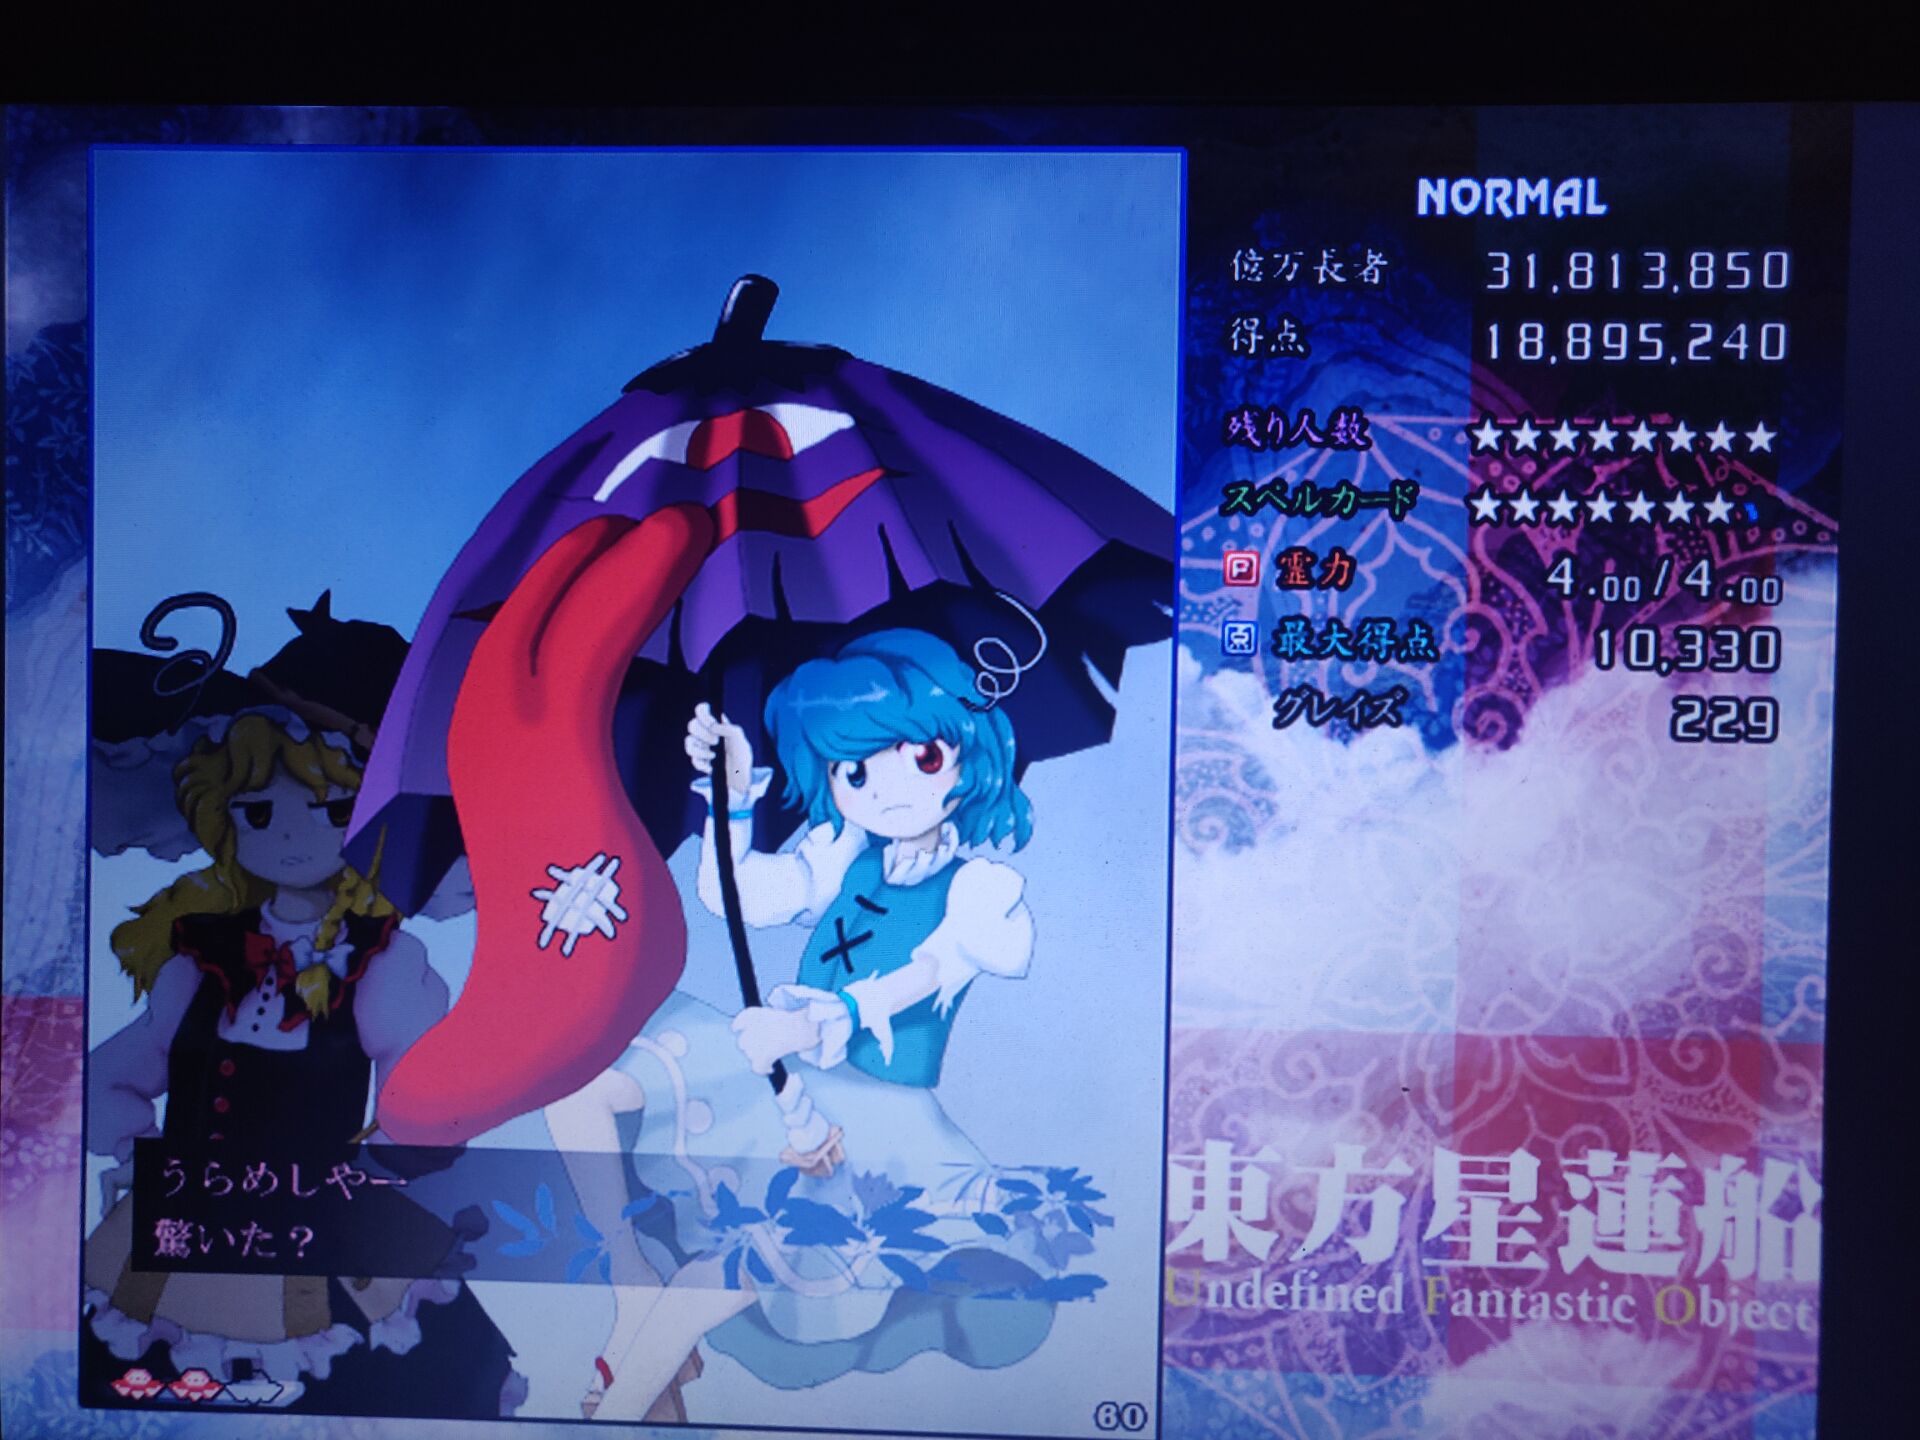 NORMAL
億万長者 31,813,850
得点 18,895,240
残り人数 ★★★★★★★★
スペルカード ★★★★★★★
P 霊力 4.00/4.00
点 最大得点 10,330
グレイズ 229
うらめしやー
驚いた?
東方星蓮船
Undefined Fantastic Object
60